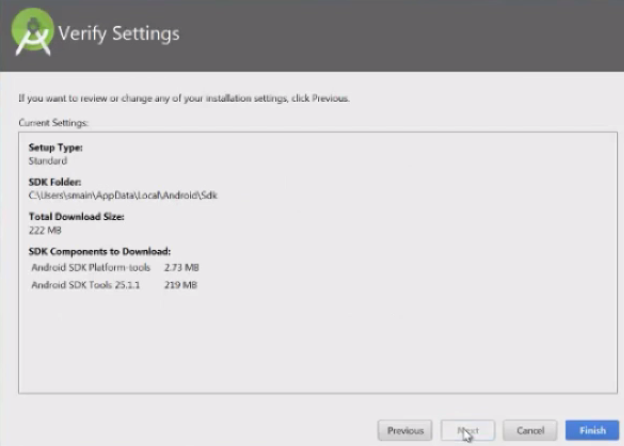 Verify Settings
If you want to review or change any of your installation settings, click Previous.
Current Settings:
Setup Type:
Standard
SDK Folder:
C:\Users\smain\AppData\Local\Android\Sdk
Total Download Size:
222 MB
SDK Components to Download:
Android SDK Platform-tools 2.73 MB
Android SDK Tools 25.1.1 219 MB
Previous Next Cancel Finish